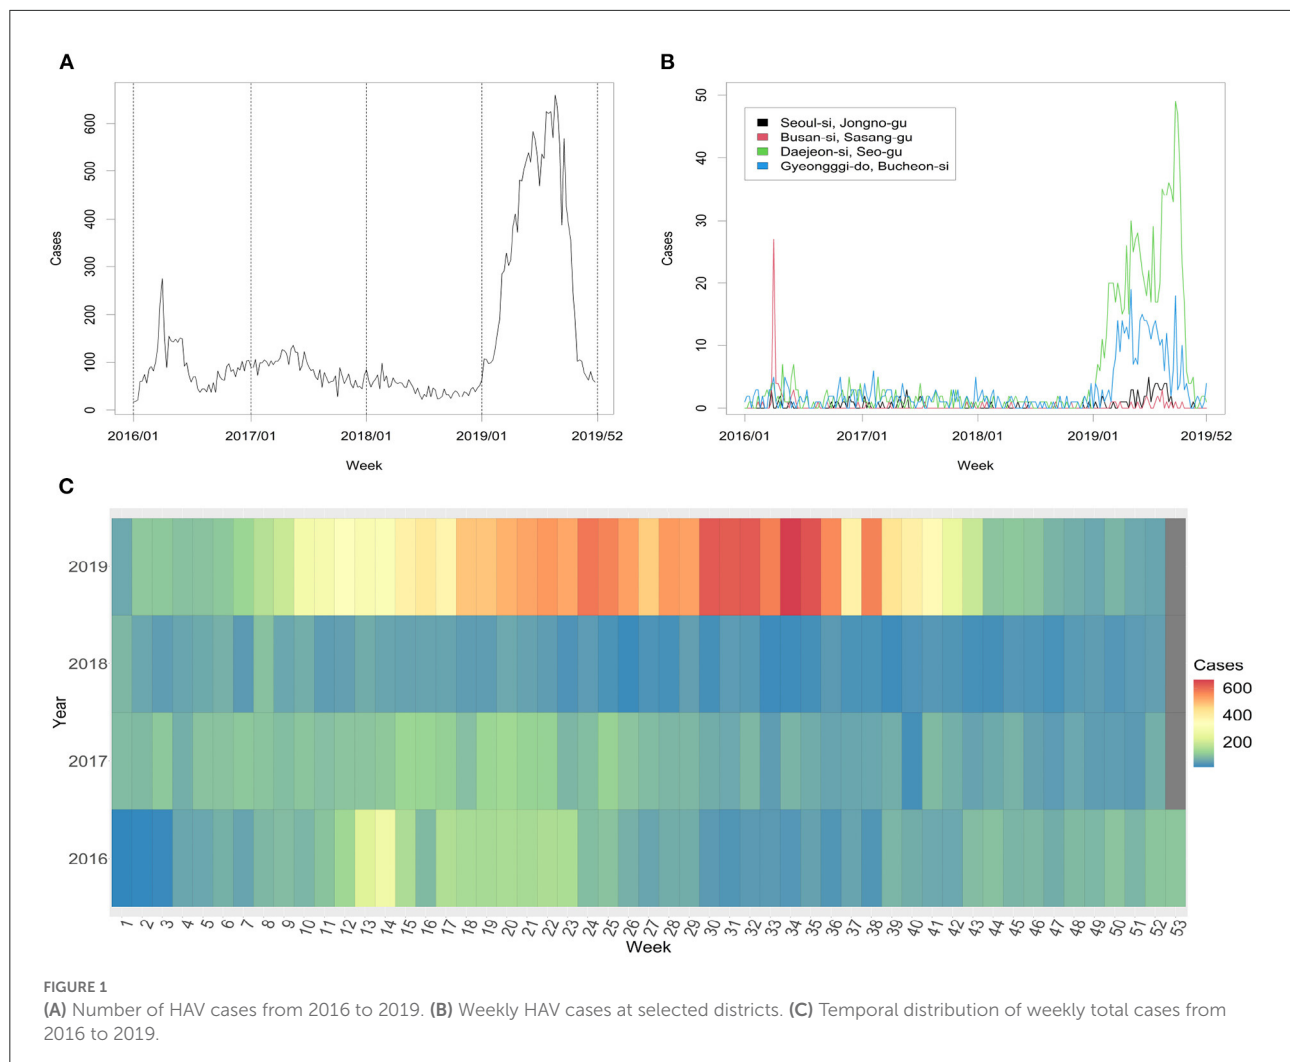 A
B
Cases
0
100
200
300
400
500
600
2016/01
2017/01
2018/01
2019/01
2019/52
Week
Cases
0
10
20
30
40
50
Seoul-si, Jongno-gu
Busan-si, Sasang-gu
Daejeon-si, Seo-gu
Gyeongggi-do, Bucheon-si
2016/01
2017/01
2018/01
2019/01
2019/52
Week
C
Year
2019
2018
2017
2016
1 2 3 4 5 6 7 8 9 10 11 12 13 14 15 16 17 18 19 20 21 22 23 24 25 26 27 28 29 30 31 32 33 34 35 36 37 38 39 40 41 42 43 44 45 46 47 48 49 50 51 52 53
Week
Cases
600
400
200
FIGURE 1
(A) Number of HAV cases from 2016 to 2019. (B) Weekly HAV cases at selected districts. (C) Temporal distribution of weekly total cases from
2016 to 2019.